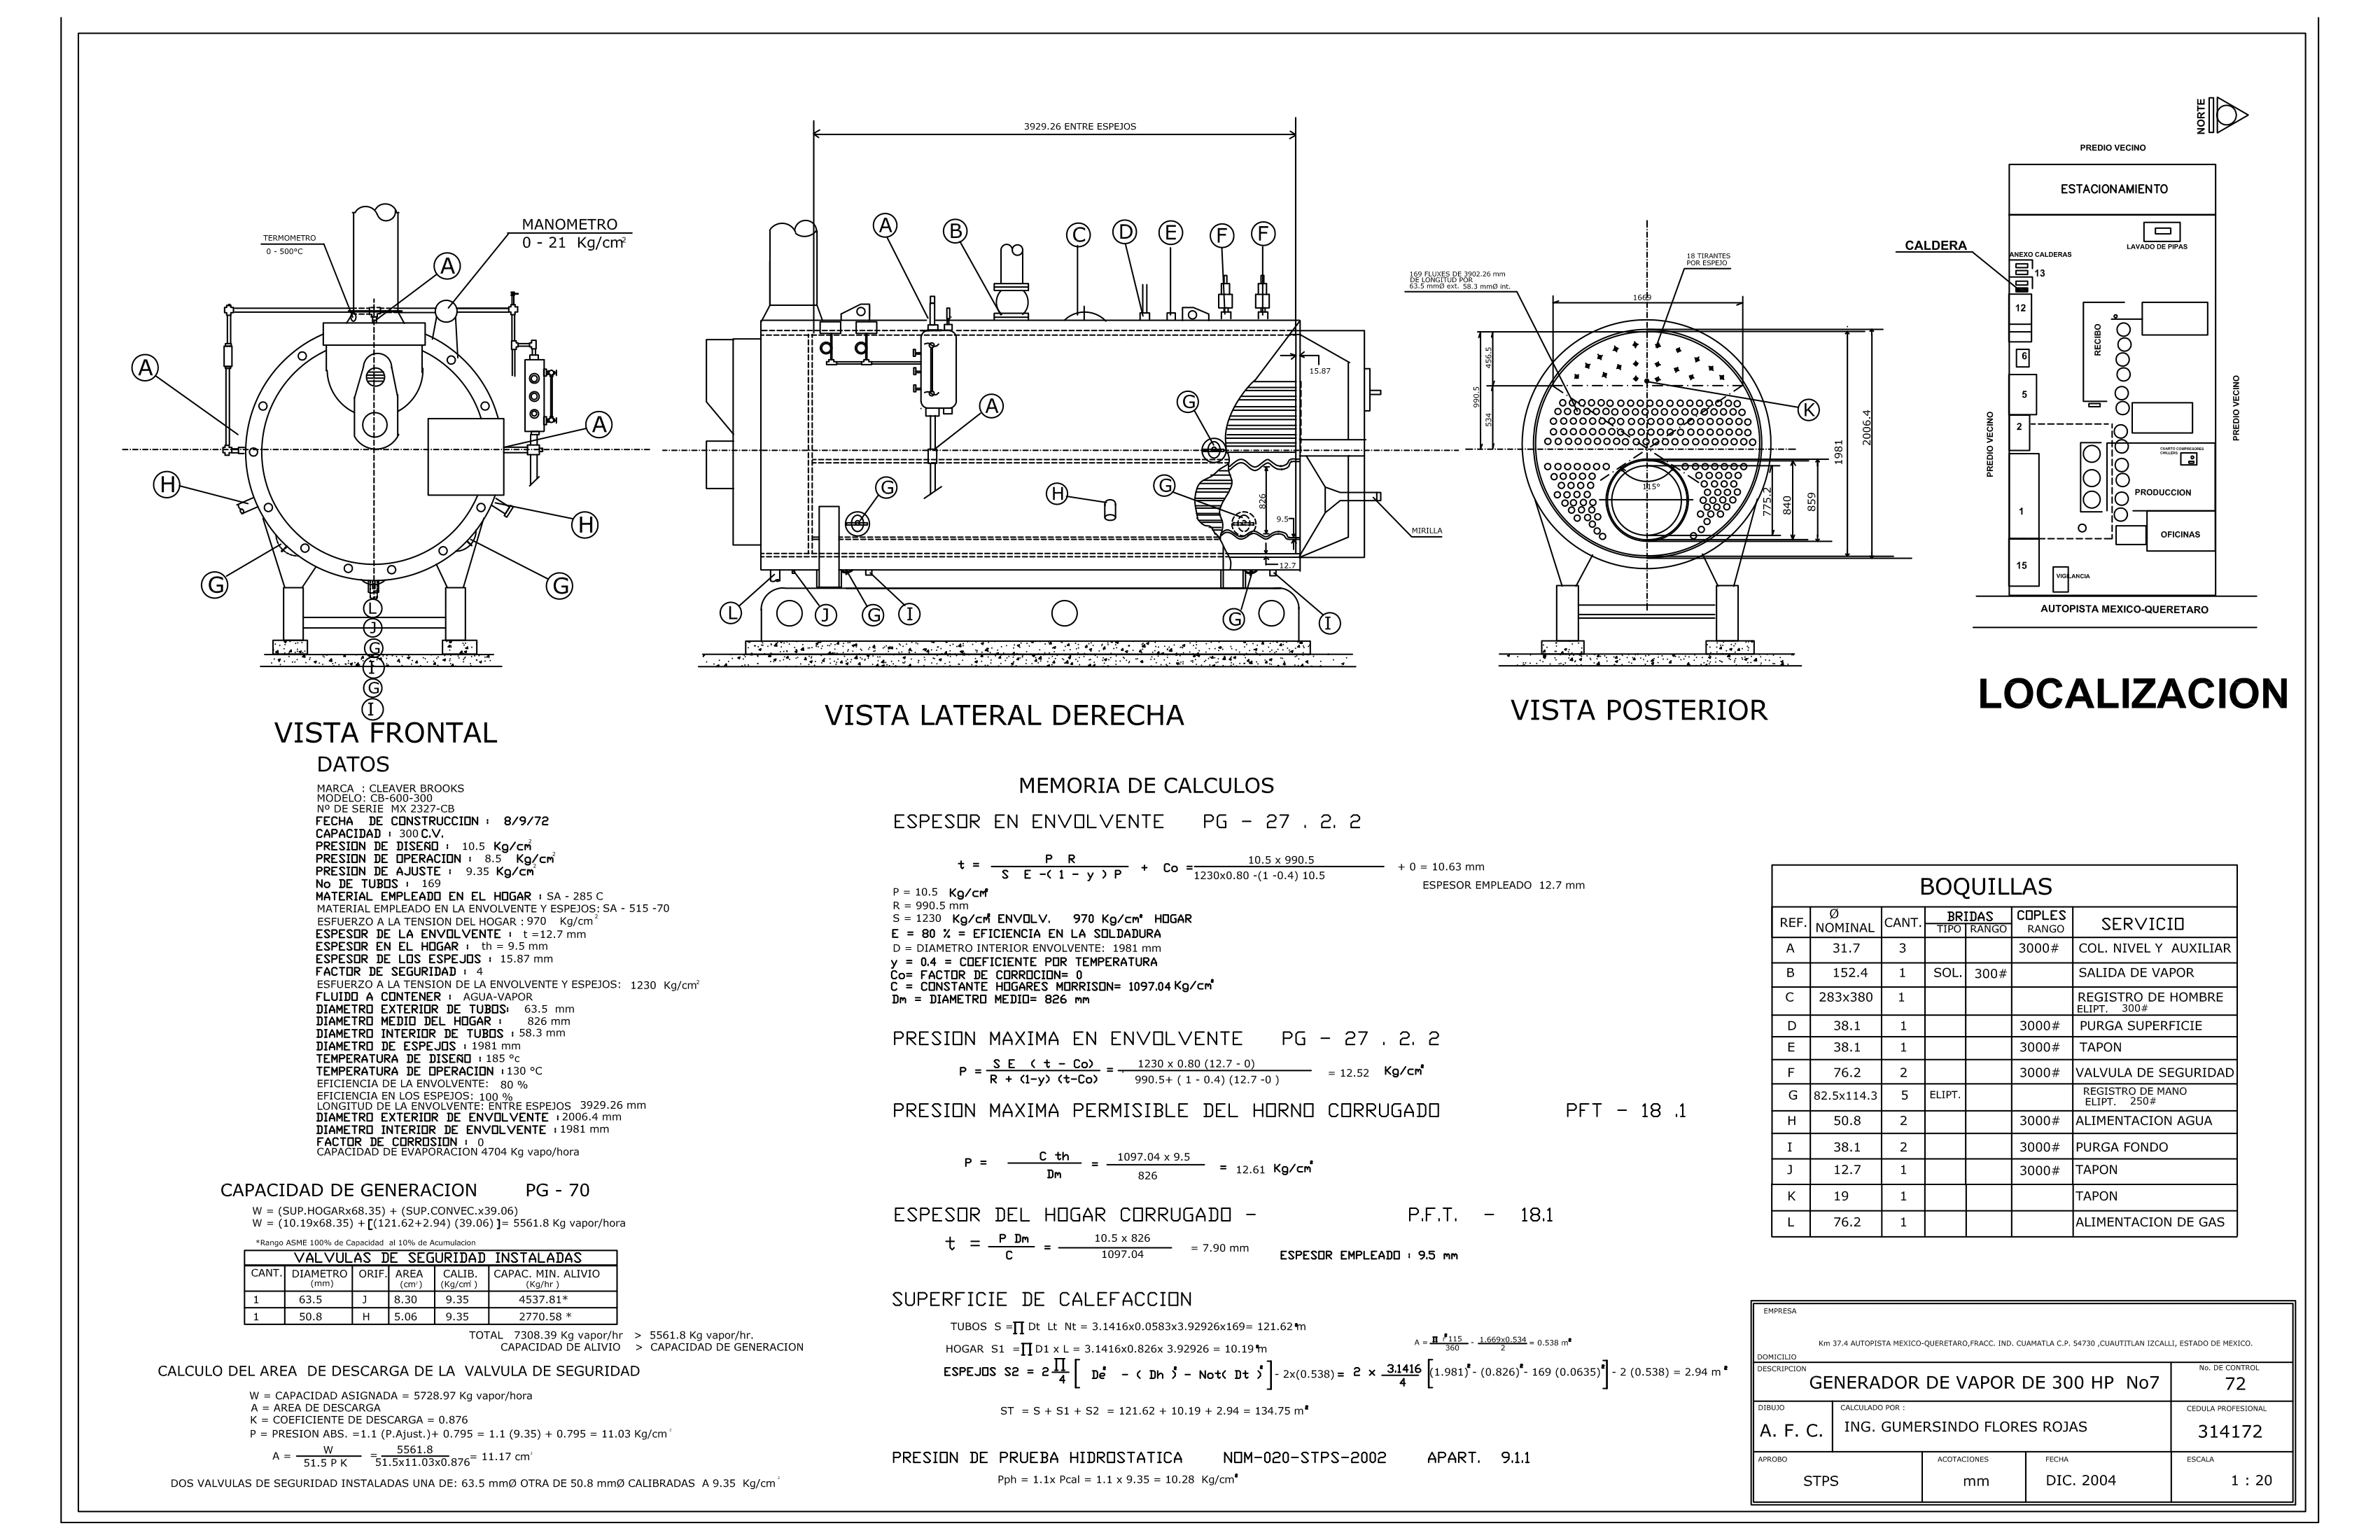 NORTE
PREDIO VECINO
ESTACIONAMIENTO
LAVADO DE PIPAS
CALDERA
ANEXO CALDERAS
13
12
6
5
2
1
15
RECIBO
PREDIO VECINO
PREDIO VECINO
CUARTO COMPRESORES
CHILLERS
PRODUCCION
OFICINAS
VIGILANCIA
AUTOPISTA MEXICO-QUERETARO
LOCALIZACION
TERMOMETRO
0 - 500°C
MANOMETRO
0 - 21 Kg/cm²
A
A
A
H
H
G
G
L
J
G
I
G
I
VISTA FRONTAL
3929.26 ENTRE ESPEJOS
A
B
C
D
E
F
F
15.87
A
G
G
H
G
826
9.5
12.7
MIRILLA
L
J
G
I
G
I
VISTA LATERAL DERECHA
169 FLUXES DE 3902.26 mm
DE LONGITUD POR
63.5 mmØ ext. 58.3 mmØ int.
18 TIRANTES
POR ESPEJO
1669
456.5
990.5
534
K
115°
775.2
840
859
1981
2006.4
VISTA POSTERIOR
DATOS
MARCA : CLEAVER BROOKS
MODELO: CB-600-300
Nº DE SERIE MX 2327-CB
FECHA DE CONSTRUCCION : 8/9/72
CAPACIDAD : 300 C.V.
PRESION DE DISEÑO : 10.5 Kg/cm²
PRESION DE OPERACION : 8.5 Kg/cm²
PRESION DE AJUSTE : 9.35 Kg/cm²
No DE TUBOS : 169
MATERIAL EMPLEADO EN EL HOGAR : SA - 285 C
MATERIAL EMPLEADO EN LA ENVOLVENTE Y ESPEJOS: SA - 515 -70
ESFUERZO A LA TENSION DEL HOGAR : 970 Kg/cm²
ESPESOR DE LA ENVOLVENTE : t =12.7 mm
ESPESOR EN EL HOGAR : th = 9.5 mm
ESPESOR DE LOS ESPEJOS : 15.87 mm
FACTOR DE SEGURIDAD : 4
ESFUERZO A LA TENSION DE LA ENVOLVENTE Y ESPEJOS: 1230 Kg/cm²
FLUIDO A CONTENER : AGUA-VAPOR
DIAMETRO EXTERIOR DE TUBOS: 63.5 mm
DIAMETRO MEDIO DEL HOGAR : 826 mm
DIAMETRO INTERIOR DE TUBOS : 58.3 mm
DIAMETRO DE ESPEJOS : 1981 mm
TEMPERATURA DE DISEÑO : 185 °c
TEMPERATURA DE OPERACION : 130 °C
EFICIENCIA DE LA ENVOLVENTE: 80 %
EFICIENCIA EN LOS ESPEJOS: 100 %
LONGITUD DE LA ENVOLVENTE: ENTRE ESPEJOS 3929.26 mm
DIAMETRO EXTERIOR DE ENVOLVENTE : 2006.4 mm
DIAMETRO INTERIOR DE ENVOLVENTE : 1981 mm
FACTOR DE CORROSION : 0
CAPACIDAD DE EVAPORACION 4704 Kg vapo/hora
CAPACIDAD DE GENERACION PG - 70
W = (SUP.HOGARx68.35) + (SUP.CONVEC.x39.06)
W = (10.19x68.35) + [(121.62+2.94) (39.06) ]= 5561.8 Kg vapor/hora
*Rango ASME 100% de Capacidad al 10% de Acumulacion
VALVULAS DE SEGURIDAD INSTALADAS
CANT. DIAMETRO (mm) ORIF. AREA (cm²) CALIB. (Kg/cm²) CAPAC. MIN. ALIVIO (Kg/hr )
1 63.5 J 8.30 9.35 4537.81*
1 50.8 H 5.06 9.35 2770.58 *
TOTAL 7308.39 Kg vapor/hr > 5561.8 Kg vapor/hr.
CAPACIDAD DE ALIVIO > CAPACIDAD DE GENERACION
CALCULO DEL AREA DE DESCARGA DE LA VALVULA DE SEGURIDAD
W = CAPACIDAD ASIGNADA = 5728.97 Kg vapor/hora
A = AREA DE DESCARGA
K = COEFICIENTE DE DESCARGA = 0.876
P = PRESION ABS. =1.1 (P.Ajust.)+ 0.795 = 1.1 (9.35) + 0.795 = 11.03 Kg/cm²
A = W / 51.5 P K = 5561.8 / 51.5x11.03x0.876 = 11.17 cm²
DOS VALVULAS DE SEGURIDAD INSTALADAS UNA DE: 63.5 mmØ OTRA DE 50.8 mmØ CALIBRADAS A 9.35 Kg/cm²
MEMORIA DE CALCULOS
ESPESOR EN ENVOLVENTE PG - 27 . 2. 2
t = P R / S E -( 1 - y ) P + Co = 10.5 x 990.5 / 1230x0.80 -(1 -0.4) 10.5 + 0 = 10.63 mm
ESPESOR EMPLEADO 12.7 mm
P = 10.5 Kg/cm²
R = 990.5 mm
S = 1230 Kg/cm² ENVOLV. 970 Kg/cm² HOGAR
E = 80 % = EFICIENCIA EN LA SOLDADURA
D = DIAMETRO INTERIOR ENVOLVENTE: 1981 mm
y = 0.4 = COEFICIENTE POR TEMPERATURA
Co= FACTOR DE CORROCION= 0
C = CONSTANTE HOGARES MORRISON= 1097.04 Kg/cm²
Dm = DIAMETRO MEDIO= 826 mm
PRESION MAXIMA EN ENVOLVENTE PG - 27 . 2. 2
P = S E ( t - Co) / R + (1-y) (t-Co) = 1230 x 0.80 (12.7 - 0) / 990.5+ ( 1 - 0.4) (12.7 -0 ) = 12.52 Kg/cm²
PRESION MAXIMA PERMISIBLE DEL HORNO CORRUGADO PFT - 18 .1
P = C th / Dm = 1097.04 x 9.5 / 826 = 12.61 Kg/cm²
ESPESOR DEL HOGAR CORRUGADO - P.F.T. - 18.1
t = P Dm / C = 10.5 x 826 / 1097.04 = 7.90 mm ESPESOR EMPLEADO : 9.5 mm
SUPERFICIE DE CALEFACCION
TUBOS S =∏ Dt Lt Nt = 3.1416x0.0583x3.92926x169= 121.62 m²
A = ∏ r²115 / 360 - 1.669x0.534 / 2 = 0.538 m²
HOGAR S1 =∏ D1 x L = 3.1416x0.826x 3.92926 = 10.19 m²
ESPEJOS S2 = 2 ∏/4 [ De² - ( Dh )² - Not( Dt )² ] - 2x(0.538) = 2 x 3.1416/4 [(1.981)² - (0.826)² - 169 (0.0635)²] - 2 (0.538) = 2.94 m²
ST = S + S1 + S2 = 121.62 + 10.19 + 2.94 = 134.75 m²
PRESION DE PRUEBA HIDROSTATICA NOM-020-STPS-2002 APART. 9.1.1
Pph = 1.1x Pcal = 1.1 x 9.35 = 10.28 Kg/cm²
BOQUILLAS
REF. Ø NOMINAL CANT. BRIDAS TIPO RANGO COPLES RANGO SERVICIO
A 31.7 3 3000# COL. NIVEL Y AUXILIAR
B 152.4 1 SOL. 300# SALIDA DE VAPOR
C 283x380 1 REGISTRO DE HOMBRE
ELIPT. 300#
D 38.1 1 3000# PURGA SUPERFICIE
E 38.1 1 3000# TAPON
F 76.2 2 3000# VALVULA DE SEGURIDAD
G 82.5x114.3 5 ELIPT. REGISTRO DE MANO
ELIPT. 250#
H 50.8 2 3000# ALIMENTACION AGUA
I 38.1 2 3000# PURGA FONDO
J 12.7 1 3000# TAPON
K 19 1 TAPON
L 76.2 1 ALIMENTACION DE GAS
EMPRESA
Km 37.4 AUTOPISTA MEXICO-QUERETARO,FRACC. IND. CUAMATLA C.P. 54730 ,CUAUTITLAN IZCALLI, ESTADO DE MEXICO.
DOMICILIO
DESCRIPCION
GENERADOR DE VAPOR DE 300 HP No7
No. DE CONTROL
72
DIBUJO
A. F. C.
CALCULADO POR :
ING. GUMERSINDO FLORES ROJAS
CEDULA PROFESIONAL
314172
APROBO
STPS
ACOTACIONES
mm
FECHA
DIC. 2004
ESCALA
1 : 20